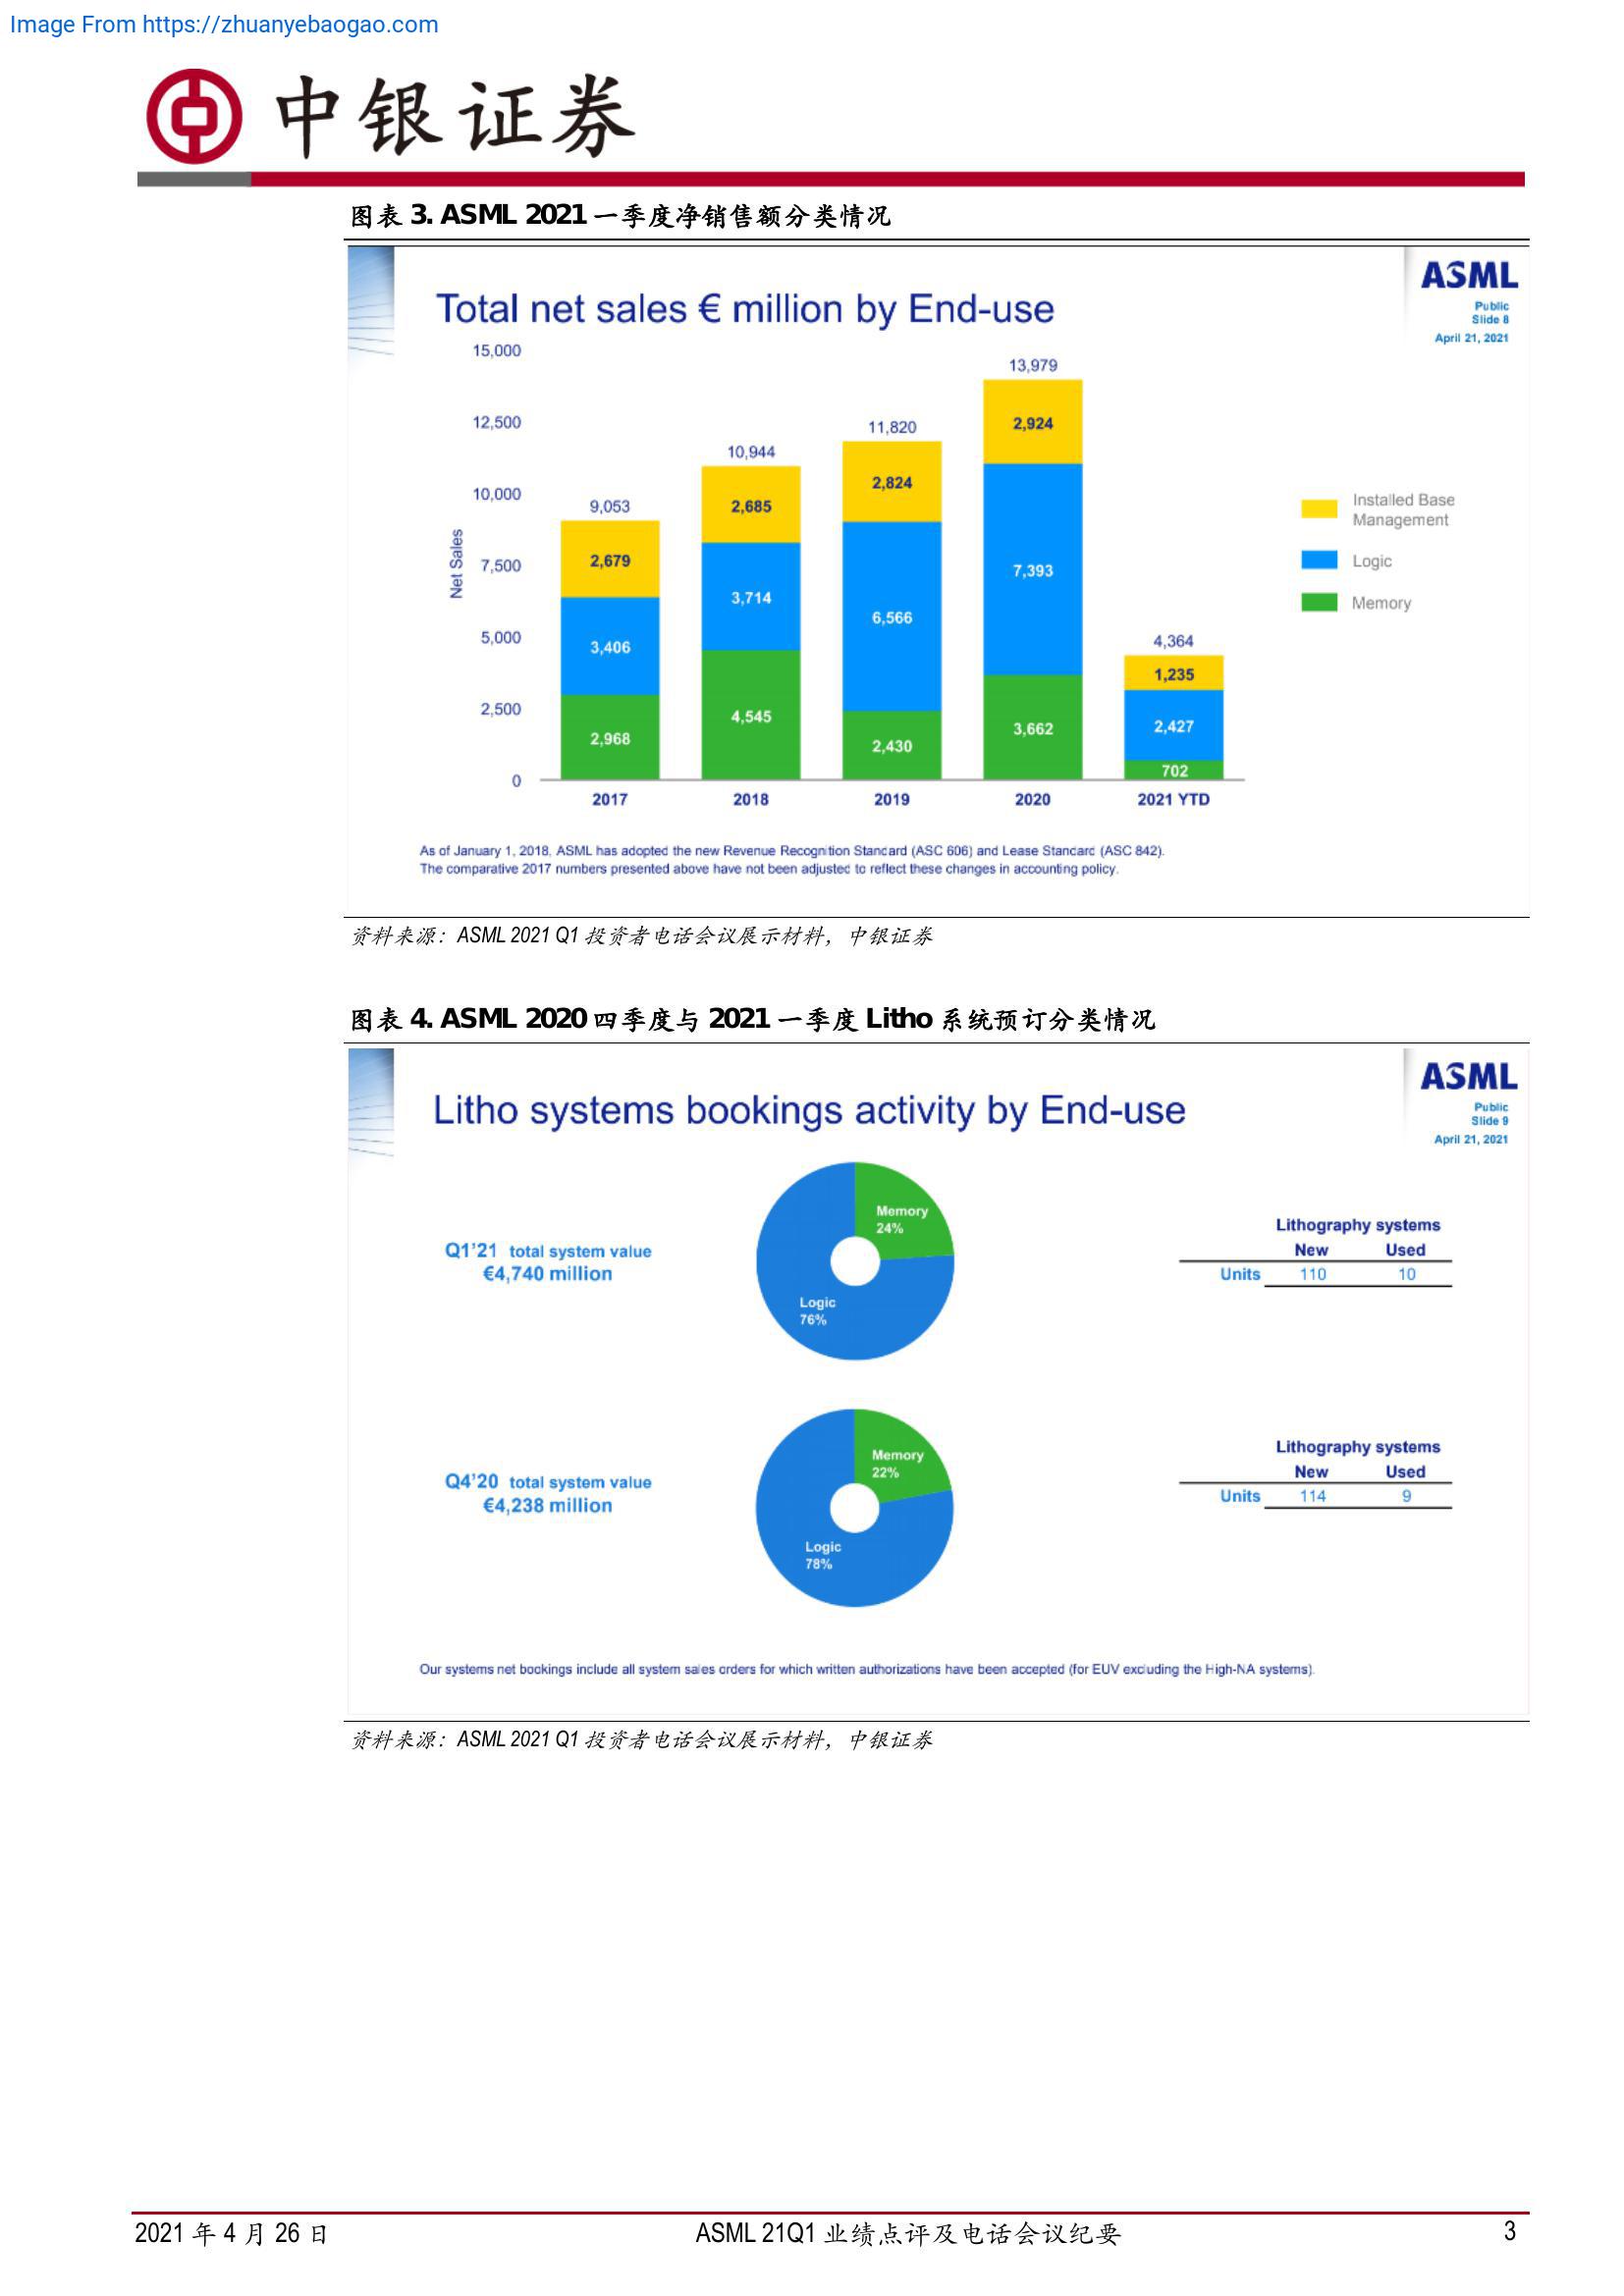 Image From https://zhuanyebaogao.com
中银证券
图表 3. ASML 2021 一季度净销售额分类情况
ASML
Public
Slide 8
April 21, 2021
Total net sales € million by End-use
15,000
12,500
10,000
7,500
5,000
2,500
0
Net Sales
9,053
2,679
3,406
2,968
10,944
2,685
3,714
4,545
11,820
2,824
6,566
2,430
13,979
2,924
7,393
3,662
4,364
1,235
2,427
702
2017
2018
2019
2020
2021 YTD
Installed Base
Management
Logic
Memory
As of January 1, 2018, ASML has adopted the new Revenue Recognition Standard (ASC 606) and Lease Standard (ASC 842).
The comparative 2017 numbers presented above have not been adjusted to reflect these changes in accounting policy.
资料来源：ASML 2021 Q1 投资者电话会议展示材料，中银证券
图表 4. ASML 2020 四季度与 2021 一季度 Litho 系统预订分类情况
ASML
Public
Slide 9
April 21, 2021
Litho systems bookings activity by End-use
Q1’21 total system value
€4,740 million
Memory
24%
Logic
76%
Lithography systems
New Used
Units 110 10
Q4’20 total system value
€4,238 million
Memory
22%
Logic
78%
Lithography systems
New Used
Units 114 9
Our systems net bookings include all system sales orders for which written authorizations have been accepted (for EUV excluding the High-NA systems).
资料来源：ASML 2021 Q1 投资者电话会议展示材料，中银证券
2021 年 4 月 26 日
ASML 21Q1 业绩点评及电话会议纪要
3